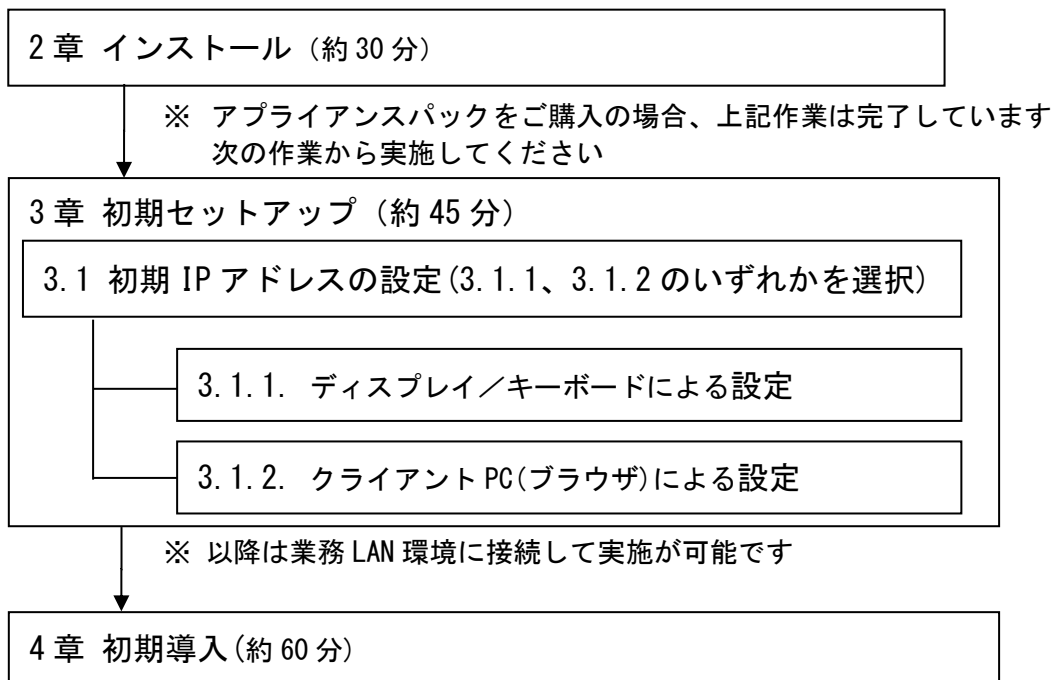 2章 インストール（約30分）
※ アプライアンスパックをご購入の場合、上記作業は完了しています
次の作業から実施してください
3章 初期セットアップ（約45分）
3.1 初期IPアドレスの設定(3.1.1、3.1.2のいずれかを選択)
3.1.1. ディスプレイ／キーボードによる設定
3.1.2. クライアントPC(ブラウザ)による設定
※ 以降は業務LAN環境に接続して実施が可能です
4章 初期導入(約60分)